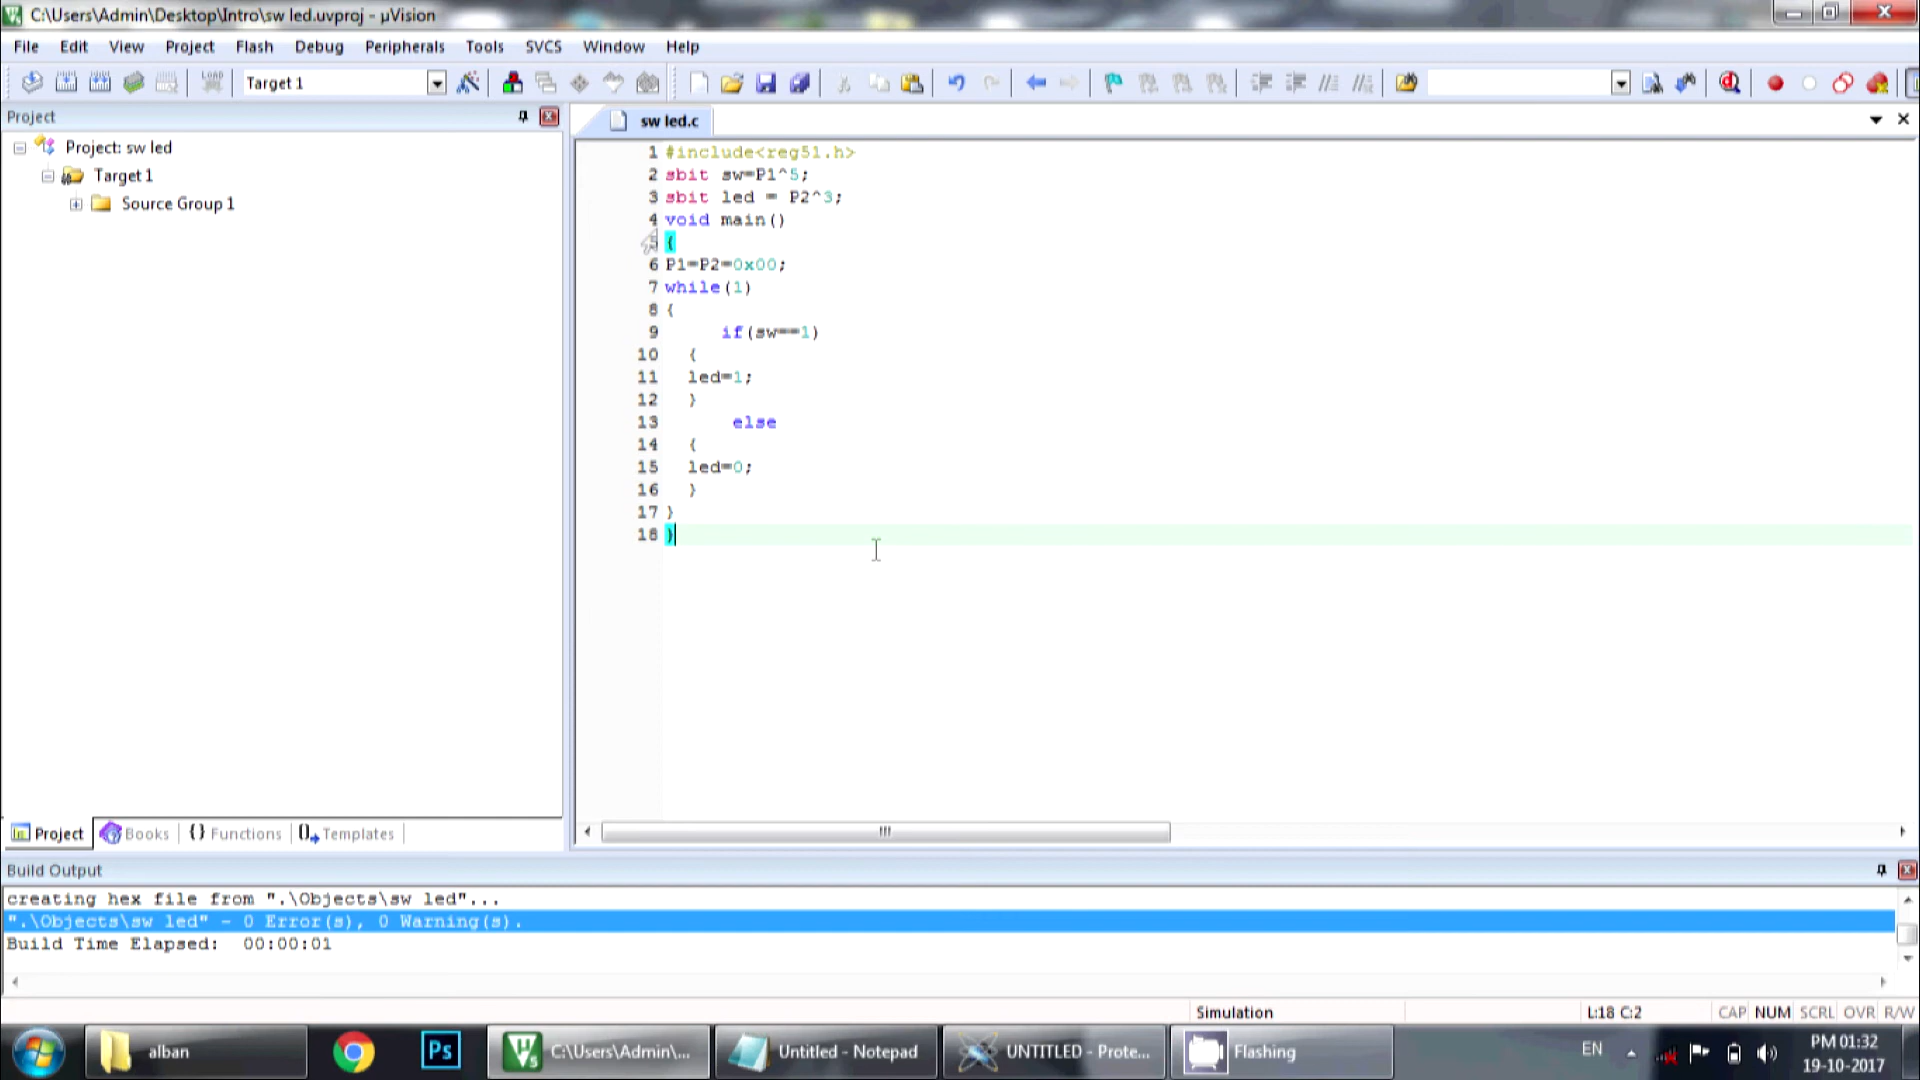 C:\Users\Admin\Desktop\Intro\sw led.uvproj - µVision
File Edit View Project Flash Debug Peripherals Tools SVCS Window Help
LOAD Target 1
Project
sw led.c
Project: sw led
Target 1
Source Group 1
1 #include<reg51.h>
2 sbit sw=P1^5;
3 sbit led = P2^3;
4 void main()
5 {
6 P1=P2=0x00;
7 while(1)
8 {
9 if(sw==1)
10 {
11 led=1;
12 }
13 else
14 {
15 led=0;
16 }
17 }
18 }
Project Books {} Functions Templates
Build Output
creating hex file from ".\Objects\sw led"...
".\Objects\sw led" - 0 Error(s), 0 Warning(s).
Build Time Elapsed: 00:00:01
Simulation L:18 C:2 CAP NUM SCRL OVR R/W
alban Ps C:\Users\Admin\... Untitled - Notepad UNTITLED - Prote... Flashing EN PM 01:32
19-10-2017